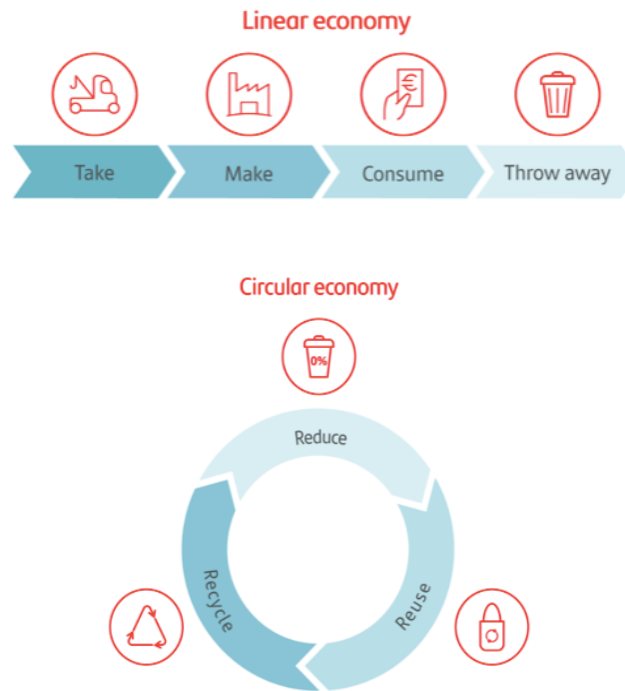 Linear economy
€
Take
Make
Consume
Throw away
Circular economy
0%
Reduce
Recycle
Reuse